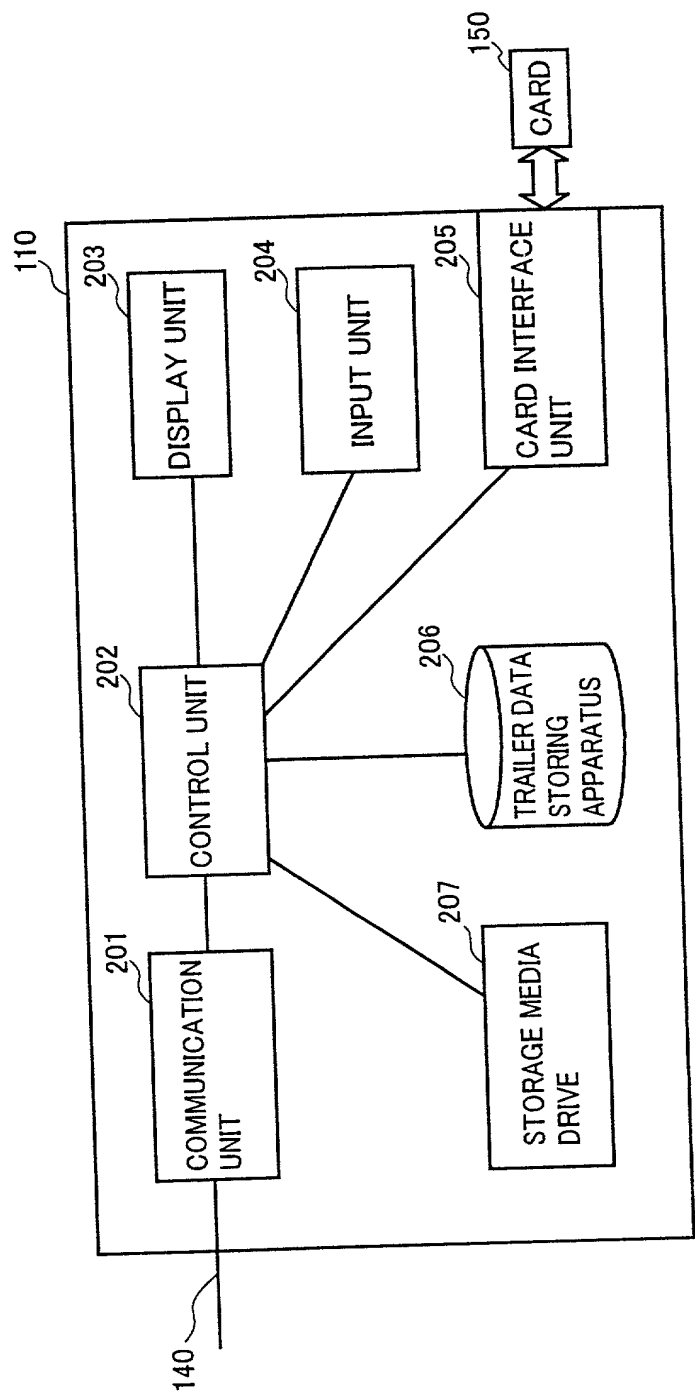 110
203
DISPLAY UNIT
204
INPUT UNIT
205
CARD INTERFACE
UNIT
150
CARD
202
CONTROL UNIT
206
TRAILER DATA
STORING
APPARATUS
201
COMMUNICATION
UNIT
207
STORAGE MEDIA
DRIVE
140